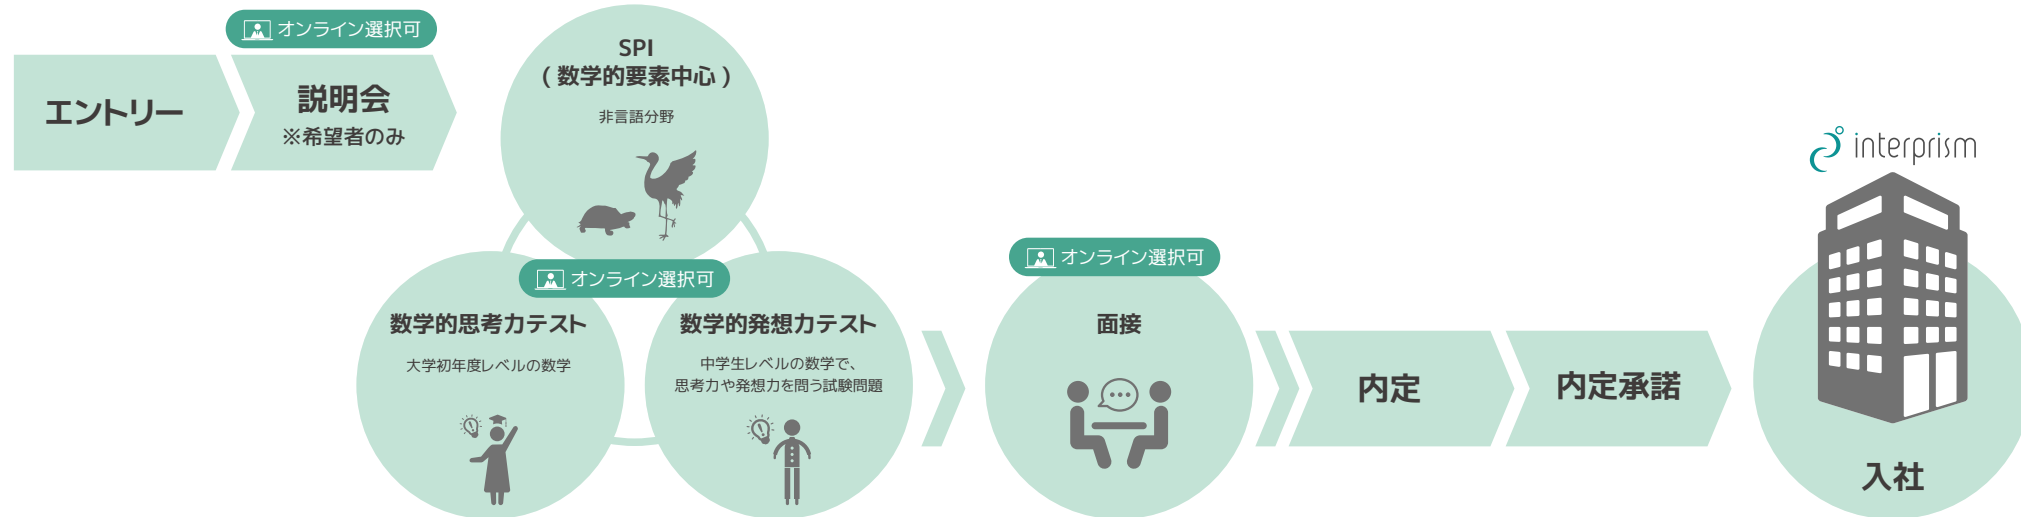 エントリー
オンライン選択可
説明会
※希望者のみ
SPI
( 数学的要素中心 )
非言語分野
オンライン選択可
数学的思考力テスト
大学初年度レベルの数学
数学的発想力テスト
中学生レベルの数学で、
思考力や発想力を問う試験問題
オンライン選択可
面接
内定
内定承諾
interprism
入社